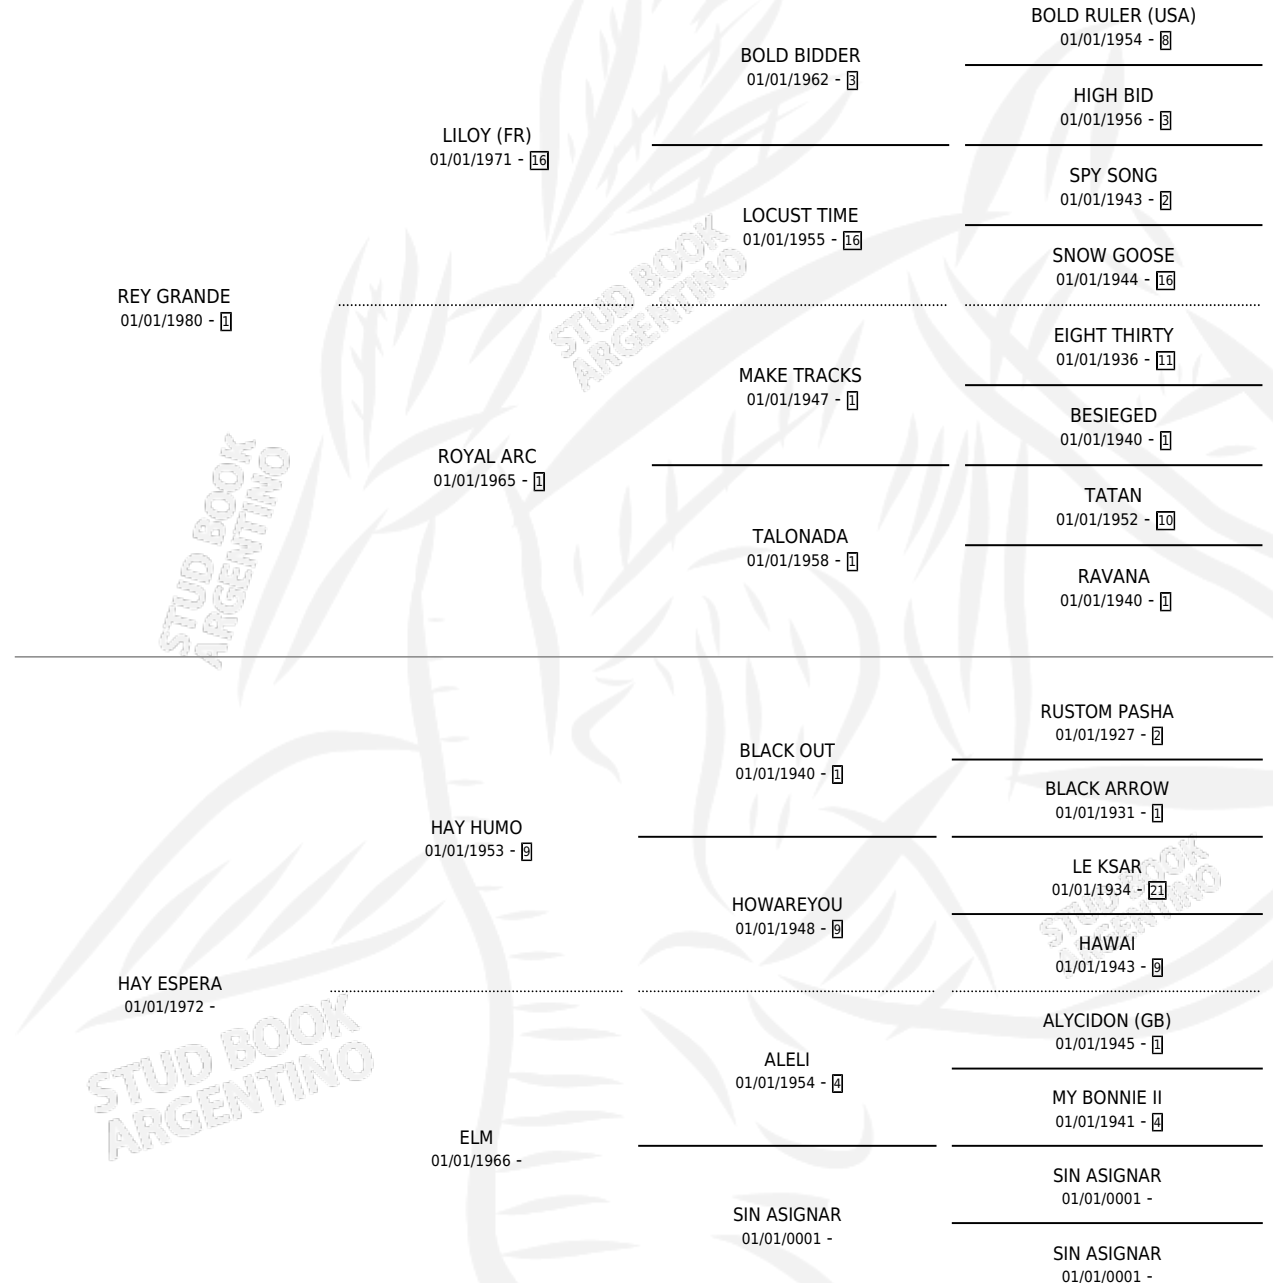 BOLD RULER (USA)
01/01/1954 - 8
BOLD BIDDER
01/01/1962 - 3
HIGH BID
01/01/1956 - 3
LILOY (FR)
01/01/1971 - 16
SPY SONG
01/01/1943 - 2
LOCUST TIME
01/01/1955 - 16
SNOW GOOSE
01/01/1944 - 16
REY GRANDE
01/01/1980 - 1
EIGHT THIRTY
01/01/1936 - 11
MAKE TRACKS
01/01/1947 - 1
BESIEGED
01/01/1940 - 1
ROYAL ARC
01/01/1965 - 1
TATAN
01/01/1952 - 10
TALONADA
01/01/1958 - 1
RAVANA
01/01/1940 - 1
RUSTOM PASHA
01/01/1927 - 2
BLACK OUT
01/01/1940 - 1
BLACK ARROW
01/01/1931 - 1
HAY HUMO
01/01/1953 - 9
LE KSAR
01/01/1934 - 21
HOWAREYOU
01/01/1948 - 9
HAWAI
01/01/1943 - 9
HAY ESPERA
01/01/1972 -
ALYCIDON (GB)
01/01/1945 - 1
ALELI
01/01/1954 - 4
MY BONNIE II
01/01/1941 - 4
ELM
01/01/1966 -
SIN ASIGNAR
01/01/0001 -
SIN ASIGNAR
01/01/0001 -
SIN ASIGNAR
01/01/0001 -
STUD BOOK
ARGENTINO
STUD BOOK
ARGENTINO
STUD BOOK
ARGENTINO
STUD BOOK
ARGENTINO